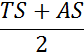 TS + AS
2